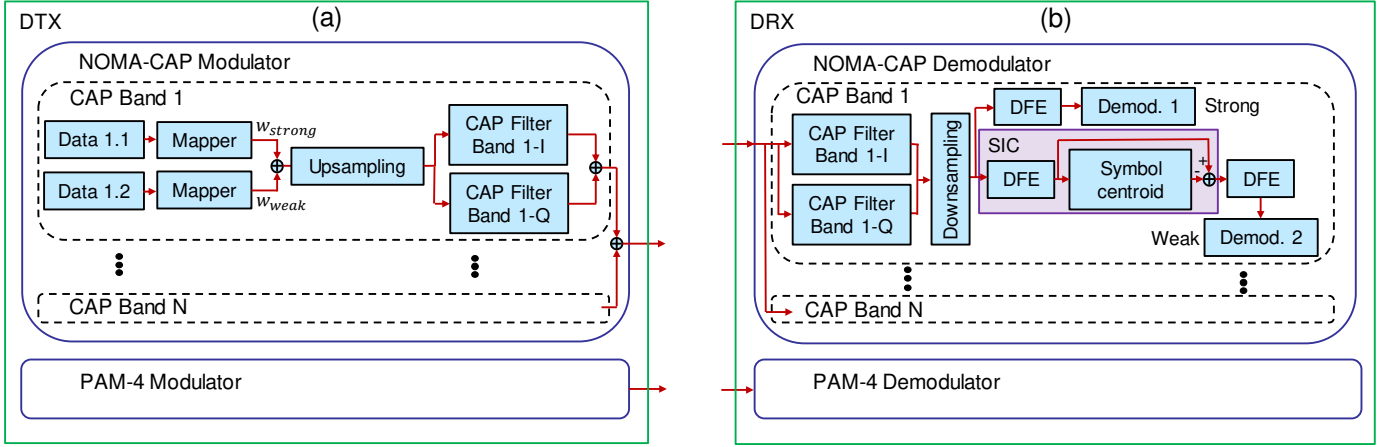 (a)
DTX
NOMA-CAP Modulator
CAP Band 1
Data 1.1
Mapper
w_strong
Data 1.2
Mapper
w_weak
Upsampling
CAP Filter
Band 1-I
CAP Filter
Band 1-Q
CAP Band N
PAM-4 Modulator
(b)
DRX
NOMA-CAP Demodulator
CAP Band 1
CAP Filter
Band 1-I
CAP Filter
Band 1-Q
Downsampling
DFE
Demod. 1
Strong
SIC
DFE
Symbol
centroid
+
-
DFE
Weak
Demod. 2
CAP Band N
PAM-4 Demodulator